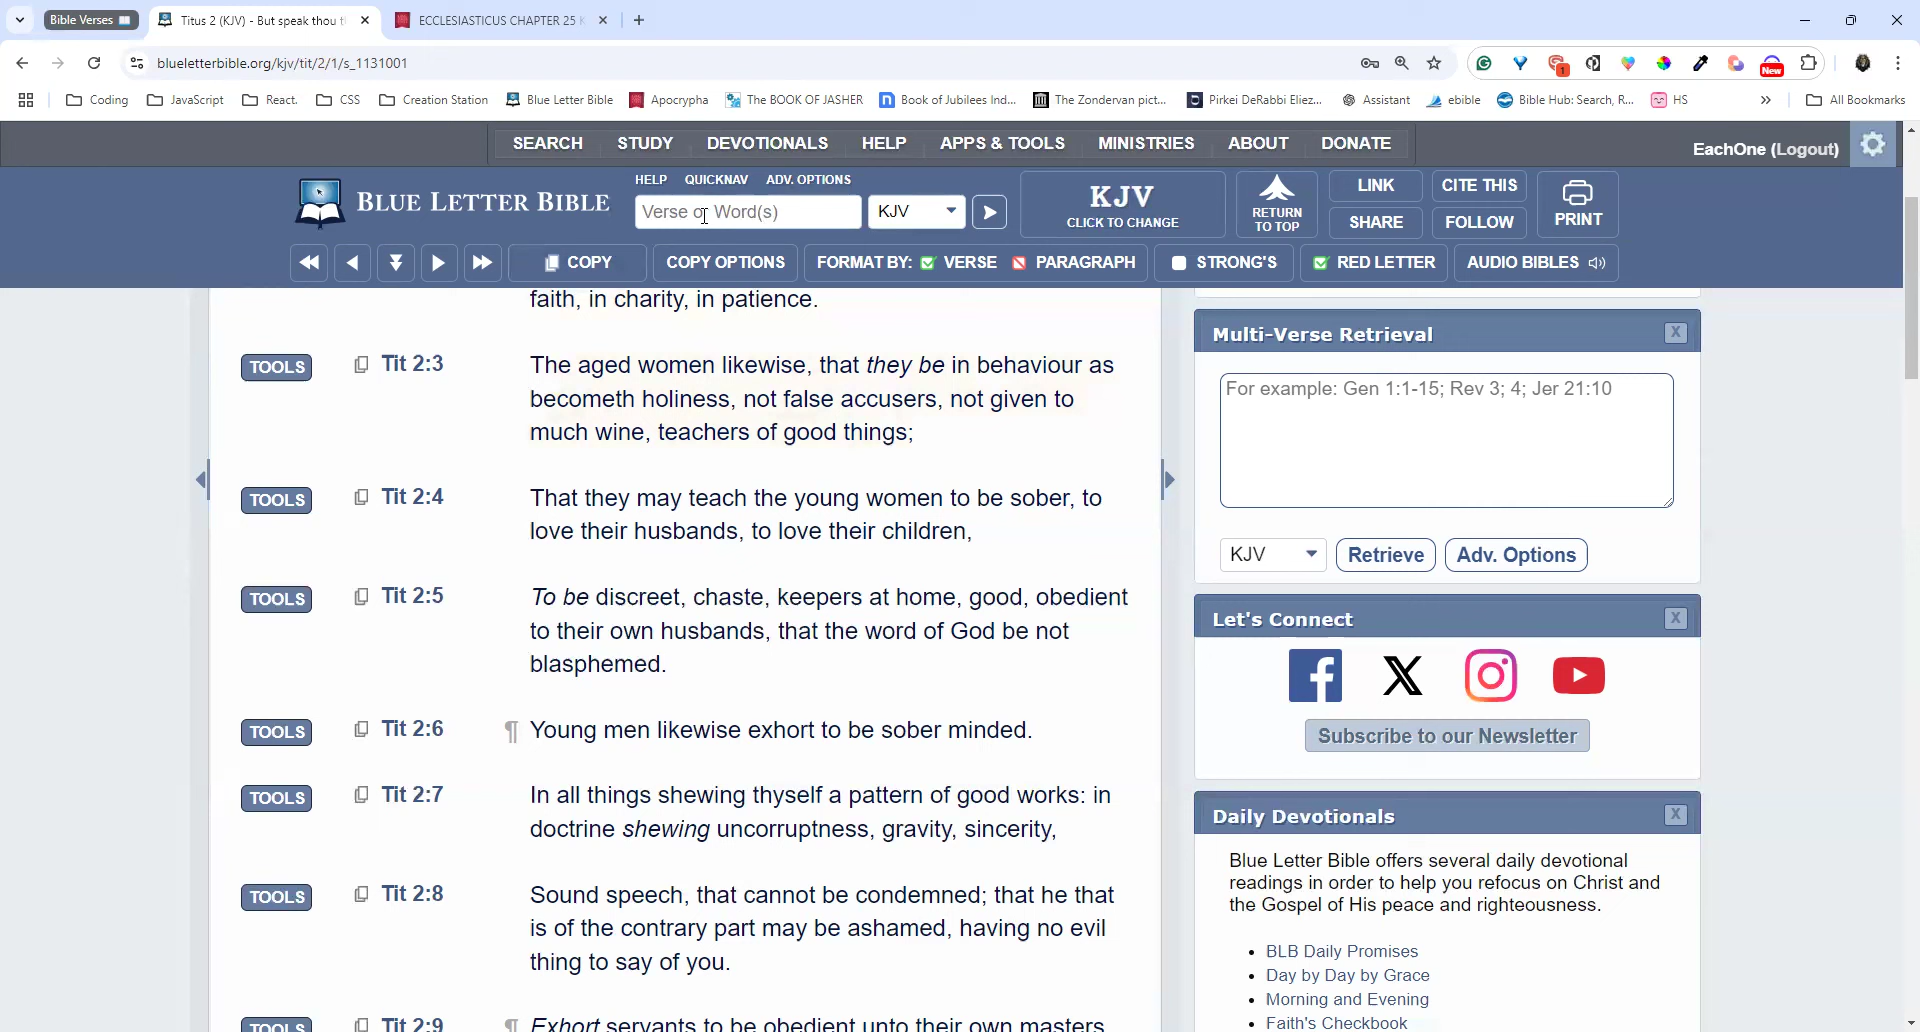 Bible Verses
Titus 2 (KJV) - But speak thou t
ECCLESIASTICUS CHAPTER 25 K
blueletterbible.org/kjv/tit/2/1/s_1131001
1
New
Coding
JavaScript
React.
CSS
Creation Station
Blue Letter Bible
Apocrypha
The BOOK OF JASHER
Book of Jubilees Ind...
The Zondervan pict...
Pirkei DeRabbi Eliez...
Assistant
ebible
Bible Hub: Search, R...
HS
All Bookmarks
SEARCH
STUDY
DEVOTIONALS
HELP
APPS & TOOLS
MINISTRIES
ABOUT
DONATE
EachOne (Logout)
BLUE LETTER BIBLE
HELP QUICKNAV ADV. OPTIONS
Verse or Word(s)
KJV
KJV
CLICK TO CHANGE
RETURN
TO TOP
LINK
CITE THIS
SHARE
FOLLOW
PRINT
COPY
COPY OPTIONS
FORMAT BY: VERSE PARAGRAPH
STRONG'S
RED LETTER
AUDIO BIBLES
faith, in charity, in patience.
TOOLS
Tit 2:3
The aged women likewise, that they be in behaviour as
becometh holiness, not false accusers, not given to
much wine, teachers of good things;
TOOLS
Tit 2:4
That they may teach the young women to be sober, to
love their husbands, to love their children,
TOOLS
Tit 2:5
To be discreet, chaste, keepers at home, good, obedient
to their own husbands, that the word of God be not
blasphemed.
TOOLS
Tit 2:6
¶ Young men likewise exhort to be sober minded.
TOOLS
Tit 2:7
In all things shewing thyself a pattern of good works: in
doctrine shewing uncorruptness, gravity, sincerity,
TOOLS
Tit 2:8
Sound speech, that cannot be condemned; that he that
is of the contrary part may be ashamed, having no evil
thing to say of you.
TOOLS
Tit 2:9
¶ Exhort servants to be obedient unto their own masters
Multi-Verse Retrieval
X
For example: Gen 1:1-15; Rev 3; 4; Jer 21:10
KJV
Retrieve
Adv. Options
Let's Connect
X
Subscribe to our Newsletter
Daily Devotionals
X
Blue Letter Bible offers several daily devotional
readings in order to help you refocus on Christ and
the Gospel of His peace and righteousness.
• BLB Daily Promises
• Day by Day by Grace
• Morning and Evening
• Faith's Checkbook